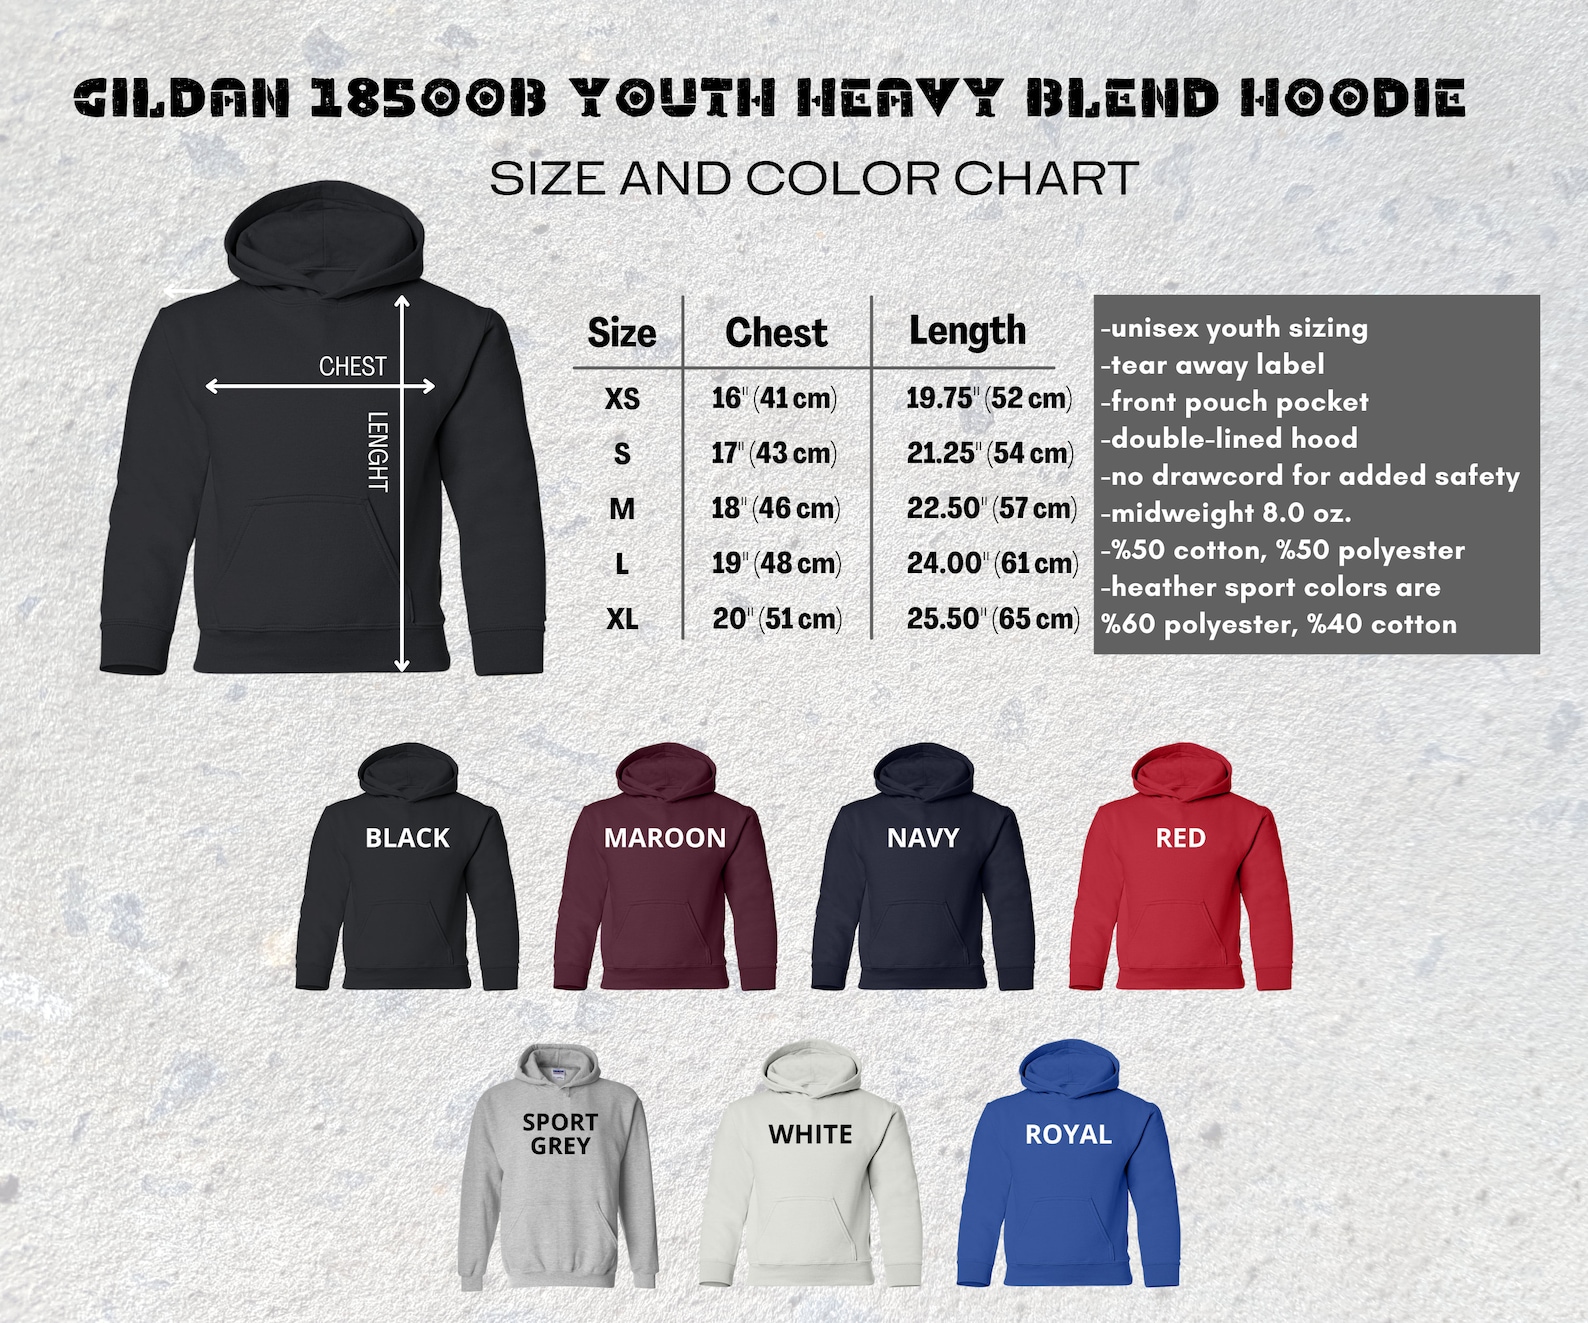 GILDAN 18500B YOUTH HEAVY BLEND HOODIE
SIZE AND COLOR CHART
CHEST
LENGHT
Size Chest Length
XS 16" (41 cm) 19.75" (52 cm)
S 17" (43 cm) 21.25" (54 cm)
M 18" (46 cm) 22.50" (57 cm)
L 19" (48 cm) 24.00" (61 cm)
XL 20" (51 cm) 25.50" (65 cm)
-unisex youth sizing
-tear away label
-front pouch pocket
-double-lined hood
-no drawcord for added safety
-midweight 8.0 oz.
-%50 cotton, %50 polyester
-heather sport colors are
%60 polyester, %40 cotton
BLACK
MAROON
NAVY
RED
SPORT
GREY
WHITE
ROYAL